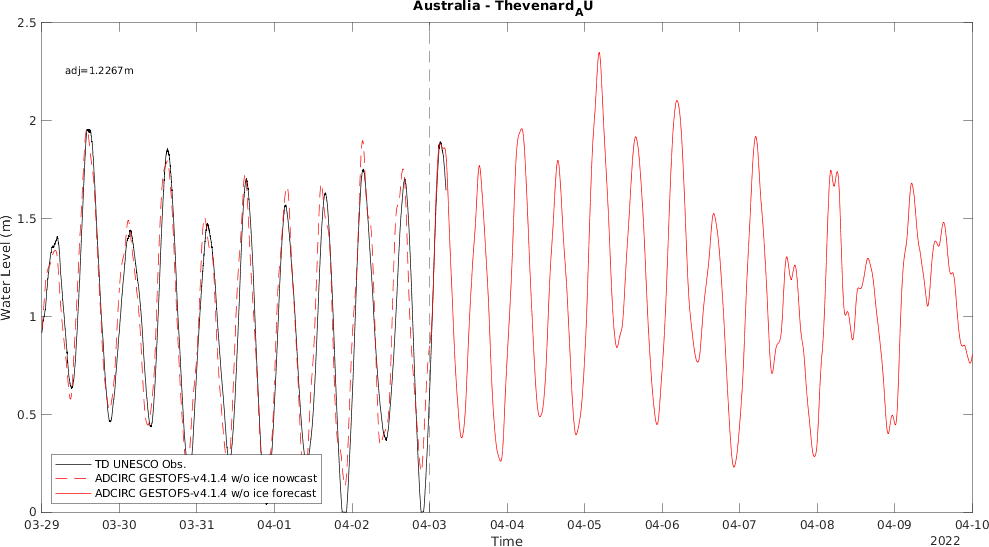 Australia - Thevenard_AU
2.5
adj=1.2267m
2
1.5
Water Level (m)
1
0.5
TD UNESCO Obs.
ADCIRC GESTOFS-v4.1.4 w/o ice nowcast
ADCIRC GESTOFS-v4.1.4 w/o ice forecast
0
03-29 03-30 03-31 04-01 04-02 04-03 04-04 04-05 04-06 04-07 04-08 04-09 04-10
Time
2022